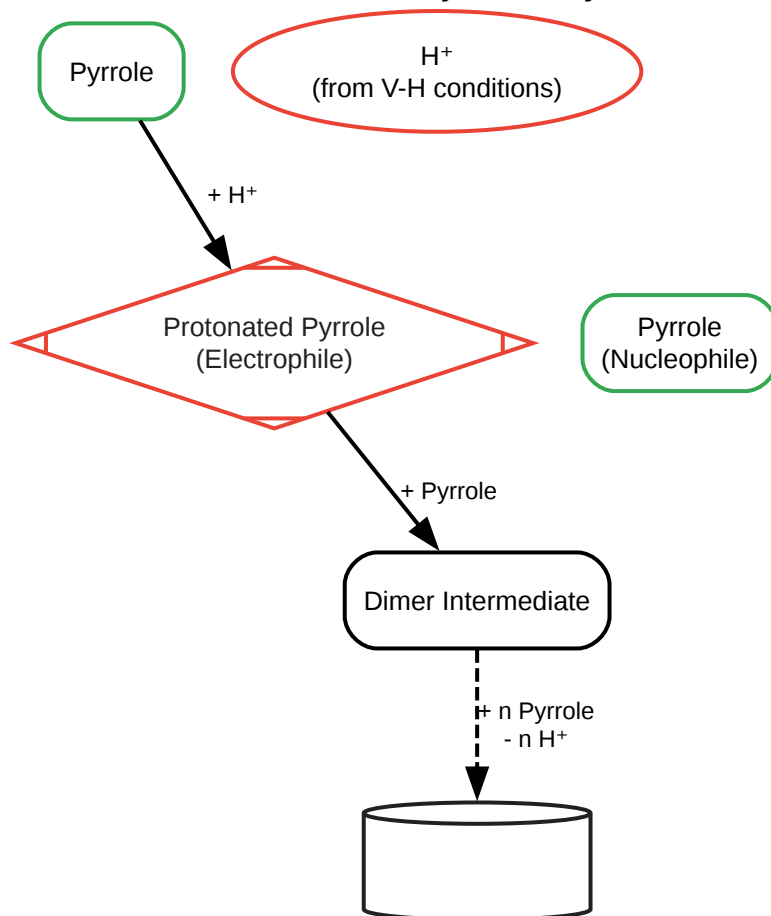 Pyrrole
H⁺
(from V-H conditions)
+ H⁺
Protonated Pyrrole
(Electrophile)
Pyrrole
(Nucleophile)
+ Pyrrole
Dimer Intermediate
+ n Pyrrole
- n H⁺